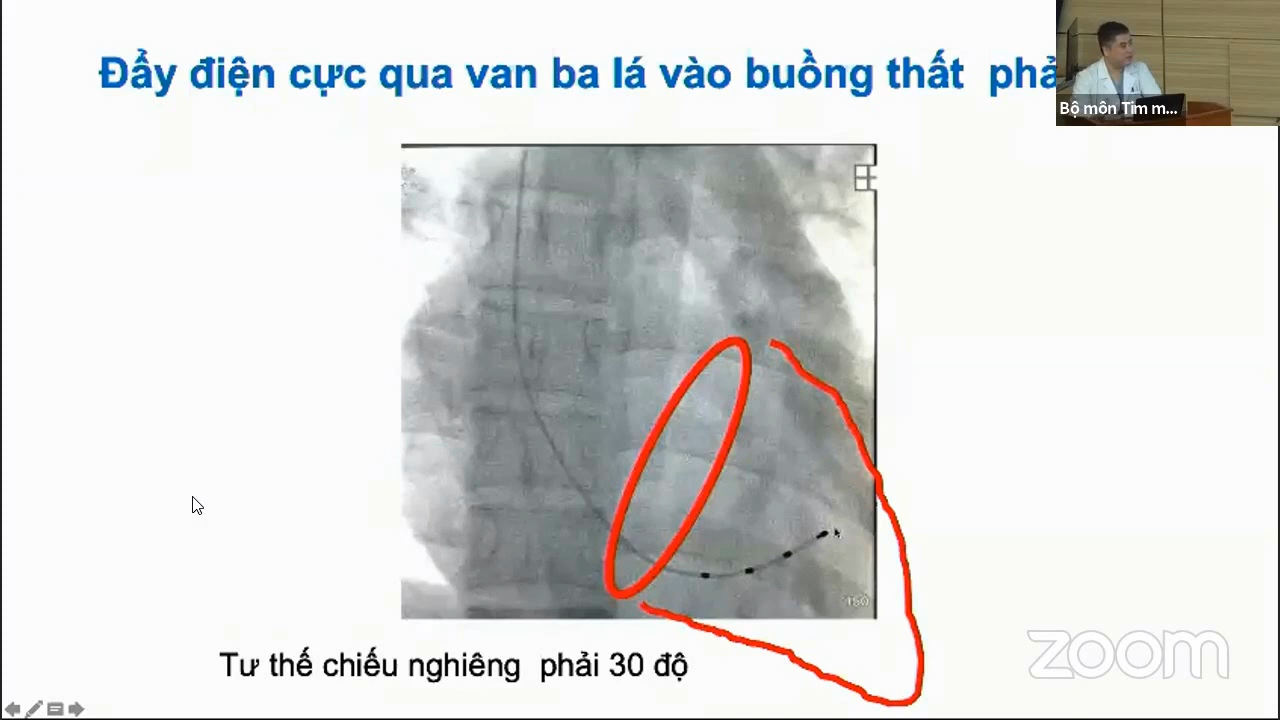 Đẩy điện cực qua van ba lá vào buồng thất phả
Bộ môn Tim m...
Tư thế chiếu nghiêng phải 30 độ
zoom